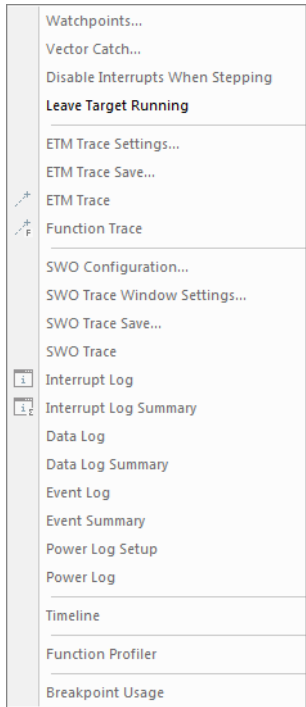 Watchpoints...
Vector Catch...
Disable Interrupts When Stepping
Leave Target Running
ETM Trace Settings...
ETM Trace Save...
ETM Trace
F Function Trace
SWO Configuration...
SWO Trace Window Settings...
SWO Trace Save...
SWO Trace
i Interrupt Log
i Σ Interrupt Log Summary
Data Log
Data Log Summary
Event Log
Event Summary
Power Log Setup
Power Log
Timeline
Function Profiler
Breakpoint Usage